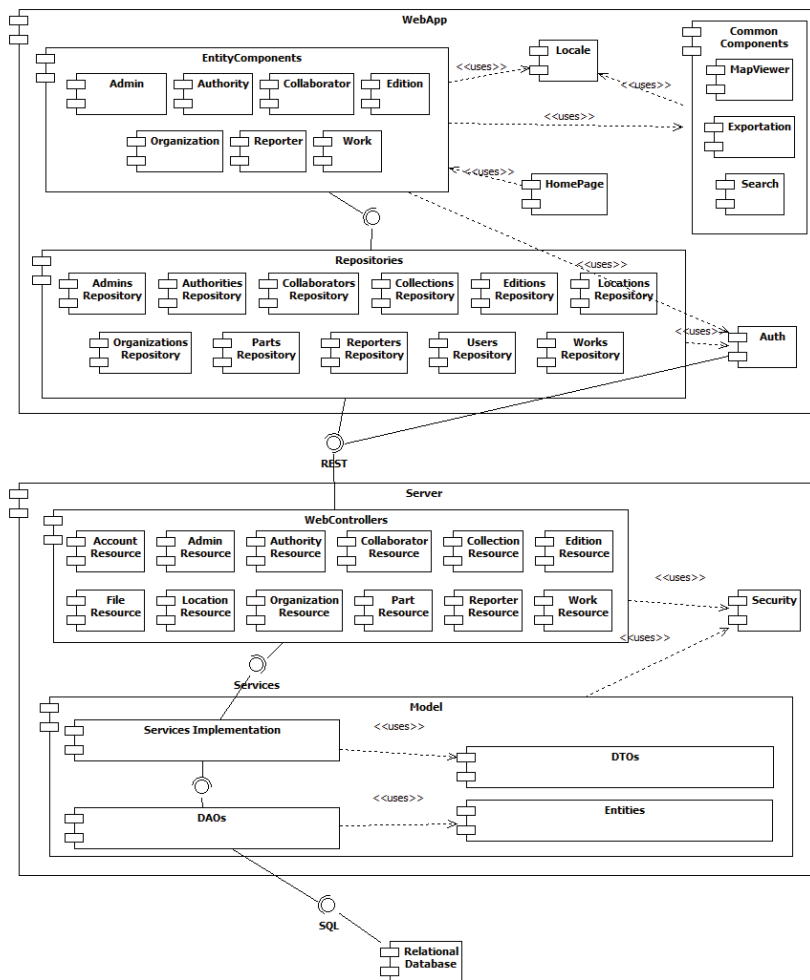 WebApp
EntityComponents
Admin
Authority
Collaborator
Edition
Organization
Reporter
Work
<<uses>>
Locale
<<uses>>
<<uses>>
Common
Components
MapViewer
Exportation
Search
<<uses>>
HomePage
Repositories
<<uses>>
Admins
Repository
Authorities
Repository
Collaborators
Repository
Collections
Repository
Editions
Repository
Locations
Repository
Organizations
Repository
Parts
Repository
Reporters
Repository
Users
Repository
Works
Repository
<<uses>>
Auth
REST
Server
WebControllers
Account
Resource
Admin
Resource
Authority
Resource
Collaborator
Resource
Collection
Resource
Edition
Resource
File
Resource
Location
Resource
Organization
Resource
Part
Resource
Reporter
Resource
Work
Resource
<<uses>>
Security
<<uses>>
Services
Model
Services Implementation
<<uses>>
DTOs
<<uses>>
DAOs
Entities
SQL
Relational
Database